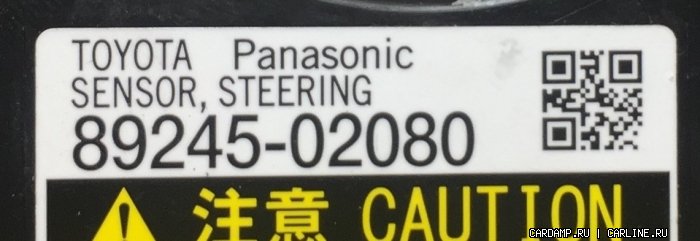 TOYOTA Panasonic
SENSOR, STEERING
89245-02080
注意 CAUTION
CARDAMP.RU | CARLINE.RU